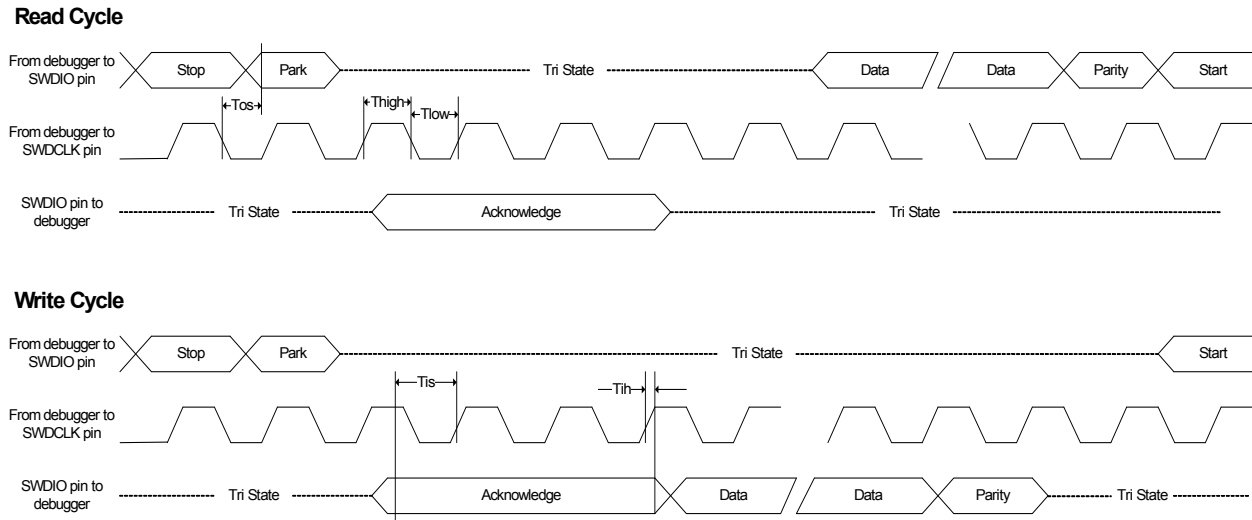 Read Cycle
From debugger to
SWDIO pin
Stop
Park
Tri State
Data
Data
Parity
Start
Tos
Thigh
Tlow
From debugger to
SWDCLK pin
SWDIO pin to
debugger
Tri State
Acknowledge
Tri State
Write Cycle
From debugger to
SWDIO pin
Stop
Park
Tri State
Start
Tis
Tih
From debugger to
SWDCLK pin
SWDIO pin to
debugger
Tri State
Acknowledge
Data
Data
Parity
Tri State